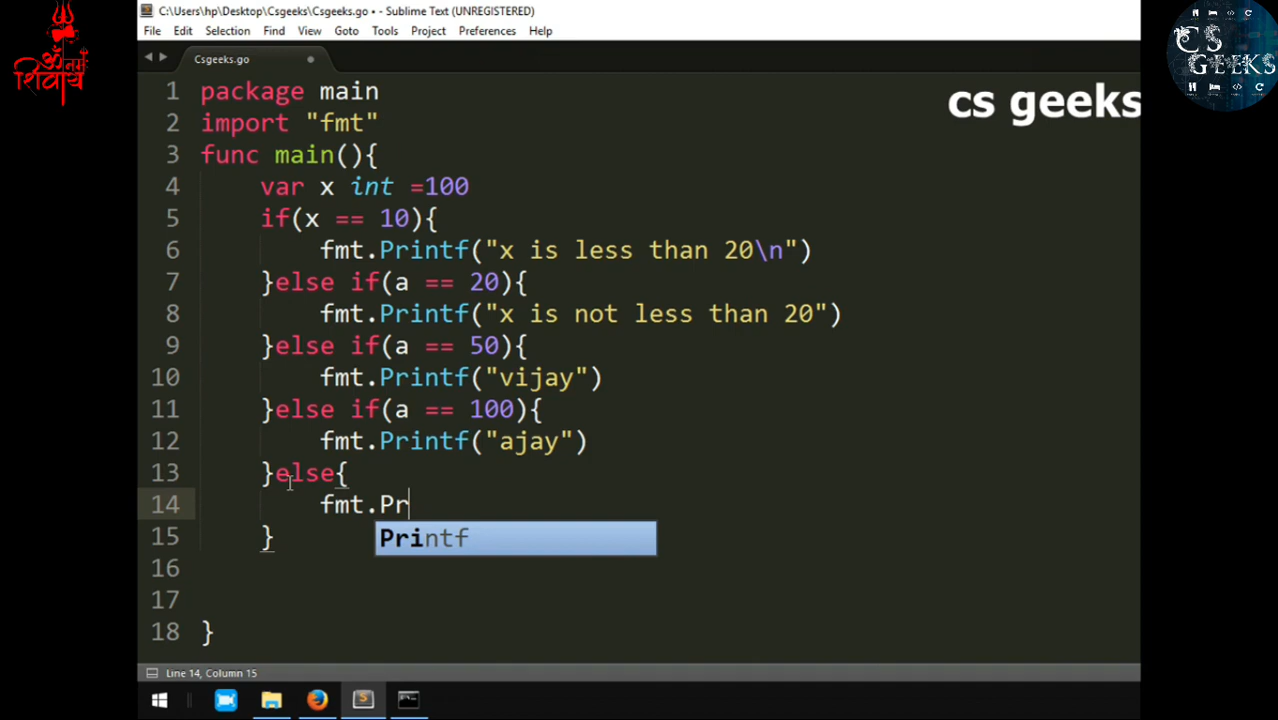 C:\Users\hp\Desktop\Csgeeks\Csgeeks.go • - Sublime Text (UNREGISTERED)
File Edit Selection Find View Goto Tools Project Preferences Help
Csgeeks.go
1 package main
2 import "fmt"
3 func main(){
4 var x int =100
5 if(x == 10){
6 fmt.Printf("x is less than 20\n")
7 }else if(a == 20){
8 fmt.Printf("x is not less than 20")
9 }else if(a == 50){
10 fmt.Printf("vijay")
11 }else if(a == 100){
12 fmt.Printf("ajay")
13 }else{
14 fmt.Pr
Printf
15 }
16
17
18 }
Line 14, Column 15
cs geeks
CS
GEEKS
ॐ नमः
शिवाय